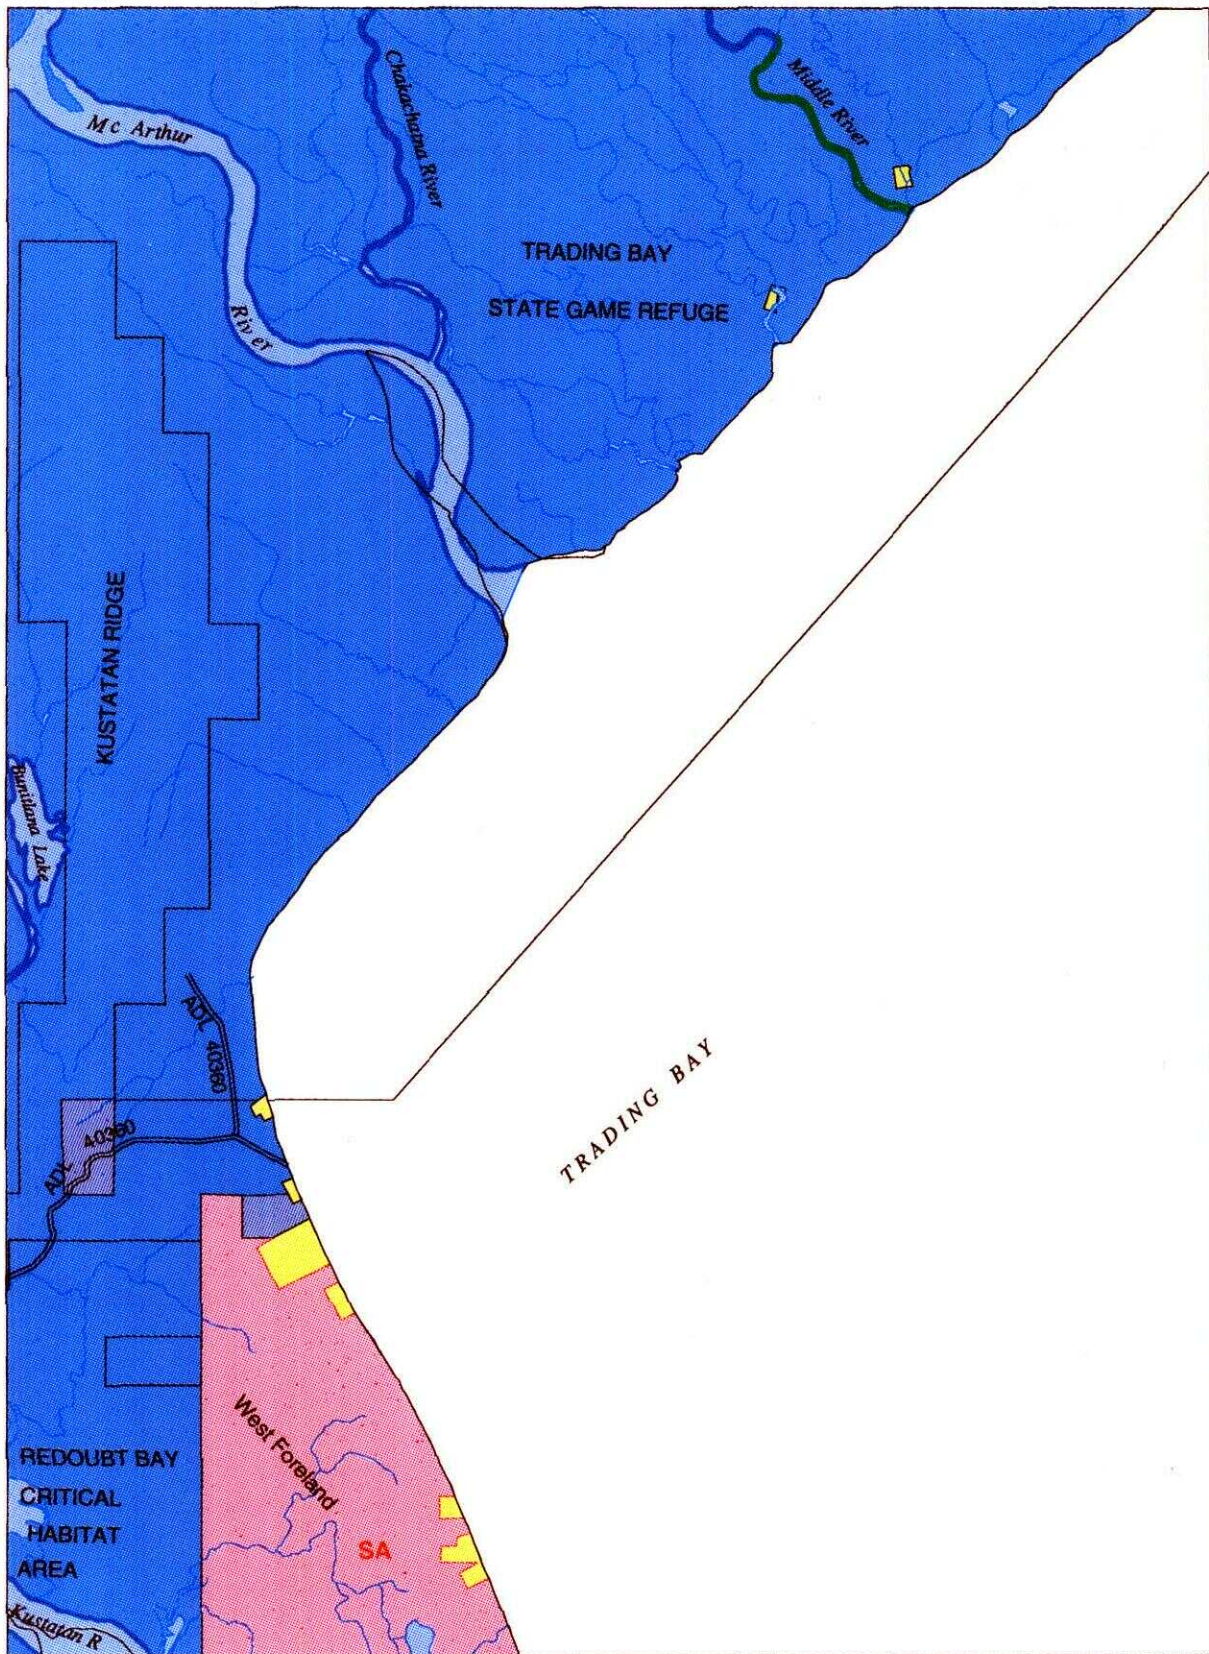 Mc Arthur
River
Chakachatna River
Middle River
TRADING BAY
STATE GAME REFUGE
KUSTATAN RIDGE
Bunitlana Lake
ADL 40360
ADL 40360
TRADING BAY
West Foreland
SA
REDOUBT BAY
CRITICAL
HABITAT
AREA
Kustatan R